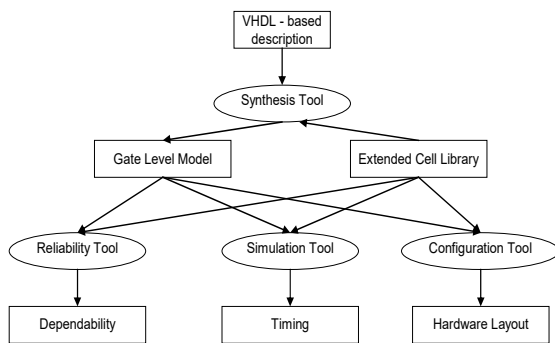 VHDL - based
description
Synthesis Tool
Gate Level Model
Extended Cell Library
Reliability Tool
Simulation Tool
Configuration Tool
Dependability
Timing
Hardware Layout